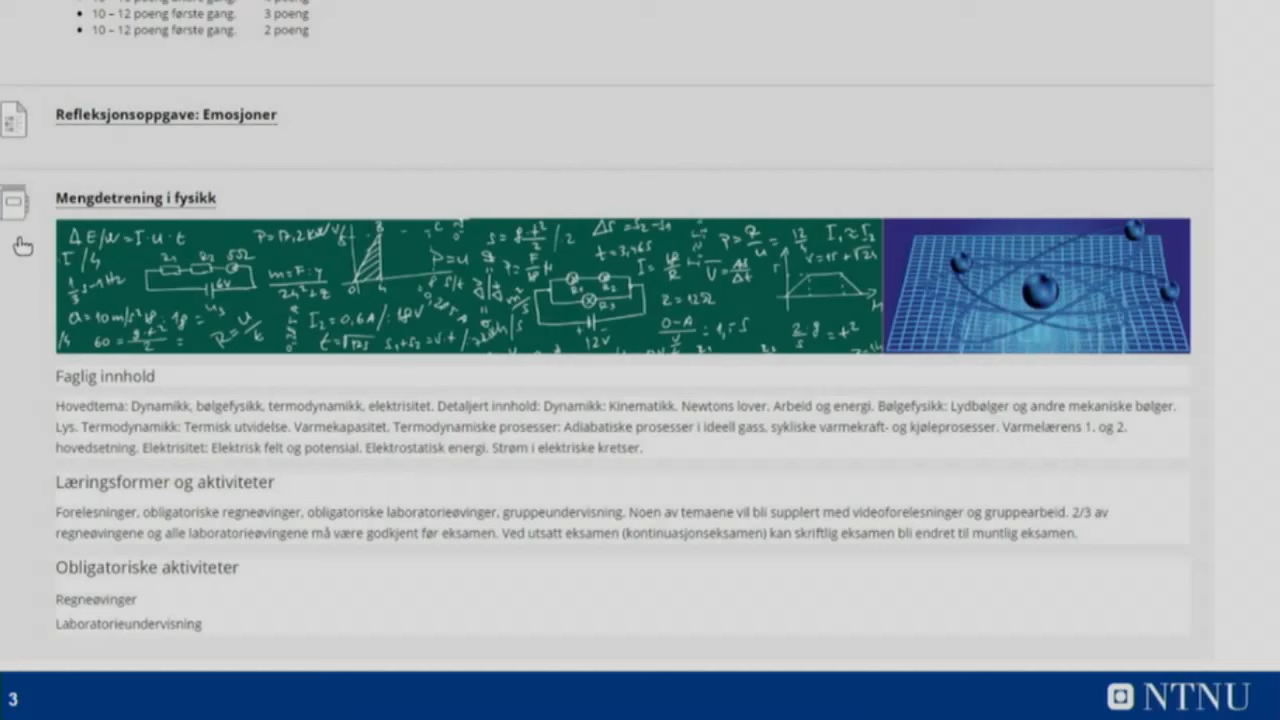 10 – 12 poeng første gang. 3 poeng
10 – 12 poeng første gang. 2 poeng
Refleksjonsoppgave: Emosjoner
Mengdetrening i fysikk
ΔE/W=I·u·t
6V
I₂=0,6A
12V
Faglig innhold
Hovedtema: Dynamikk, bølgefysikk, termodynamikk, elektrisitet. Detaljert innhold: Dynamikk: Kinematikk. Newtons lover. Arbeid og energi. Bølgefysikk: Lydbølger og andre mekaniske bølger.
Lys. Termodynamikk: Termisk utvidelse. Varmekapasitet. Termodynamiske prosesser: Adiabatiske prosesser i ideell gass, sykliske varmekraft- og kjøleprosesser. Varmelærens 1. og 2.
hovedsetning. Elektrisitet: Elektrisk felt og potensial. Elektrostatisk energi. Strøm i elektriske kretser.
Læringsformer og aktiviteter
Forelesninger, obligatoriske regneøvinger, obligatoriske laboratorieøvinger, gruppeundervisning. Noen av temaene vil bli supplert med videoforelesninger og gruppearbeid. 2/3 av
regneøvingene og alle laboratorieøvingene må være godkjent før eksamen. Ved utsatt eksamen (kontinuasjonseksamen) kan skriftlig eksamen bli endret til muntlig eksamen.
Obligatoriske aktiviteter
Regneøvinger
Laboratorieundervisning
3
NTNU